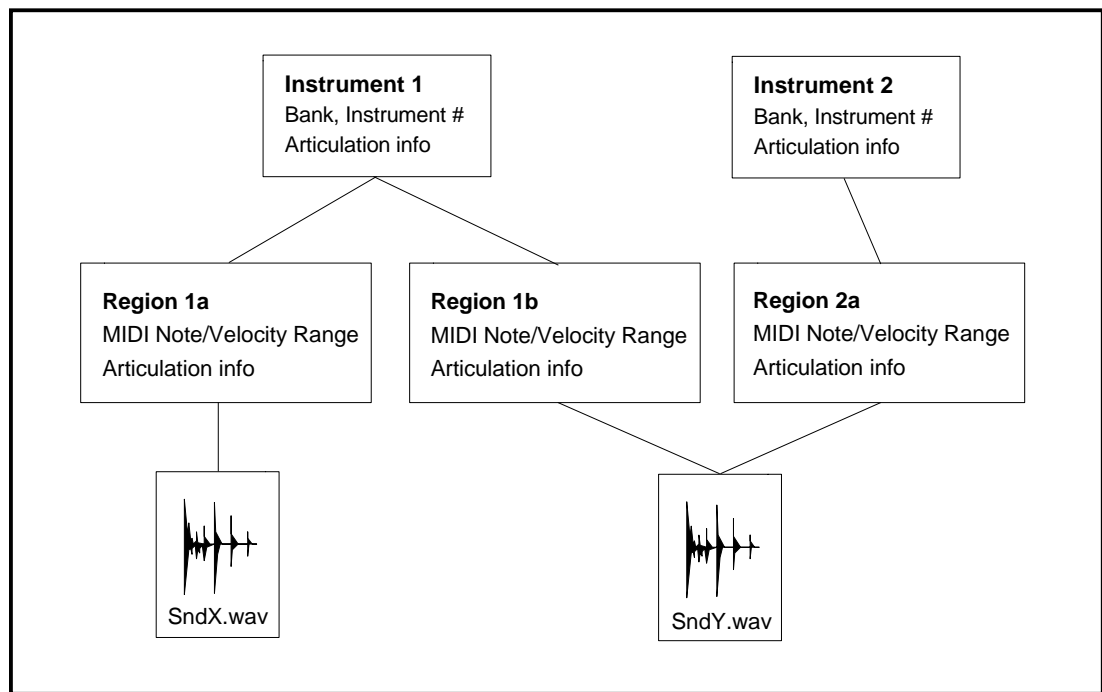 Instrument 1
Bank, Instrument #
Articulation info
Instrument 2
Bank, Instrument #
Articulation info
Region 1a
MIDI Note/Velocity Range
Articulation info
Region 1b
MIDI Note/Velocity Range
Articulation info
Region 2a
MIDI Note/Velocity Range
Articulation info
SndX.wav
SndY.wav